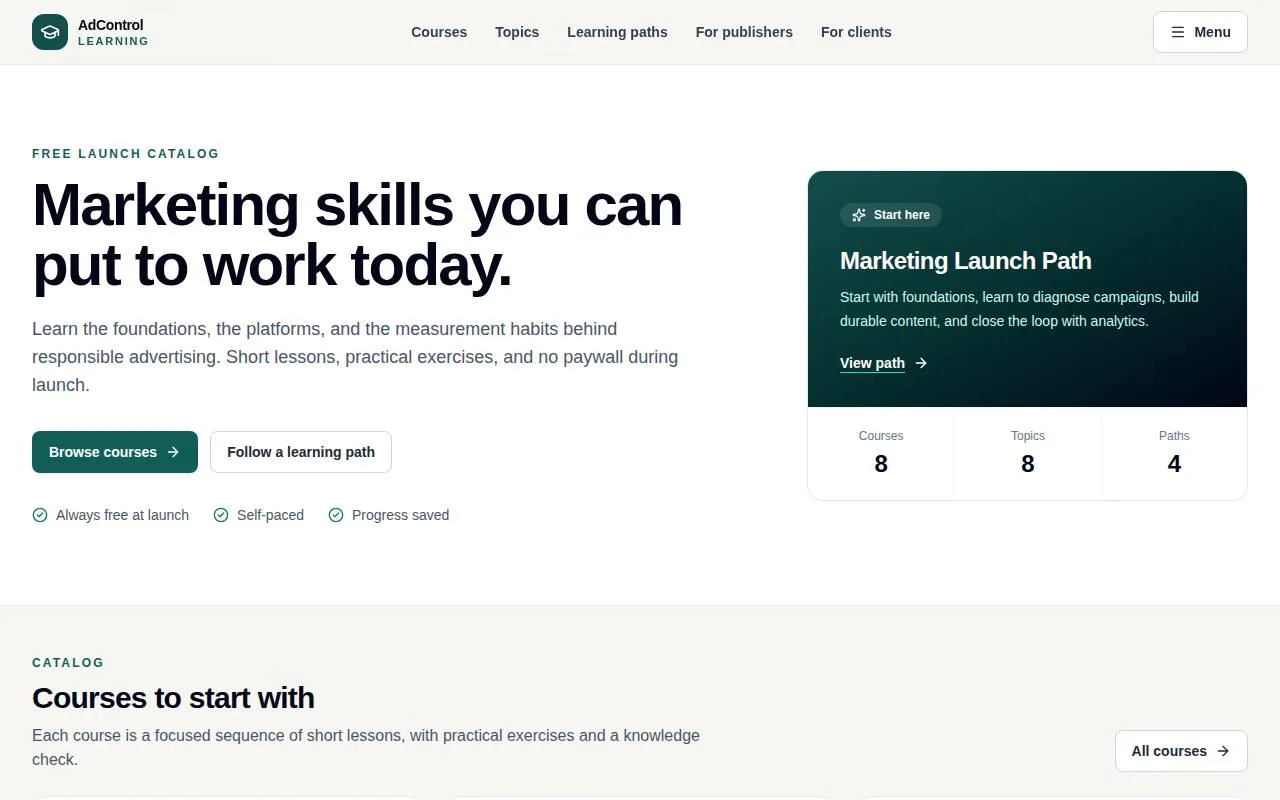 AdControl
LEARNING
Courses
Topics
Learning paths
For publishers
For clients
Menu
FREE LAUNCH CATALOG
Marketing skills you can
put to work today.
Learn the foundations, the platforms, and the measurement habits behind
responsible advertising. Short lessons, practical exercises, and no paywall during
launch.
Browse courses
Follow a learning path
Always free at launch
Self-paced
Progress saved
Start here
Marketing Launch Path
Start with foundations, learn to diagnose campaigns, build
durable content, and close the loop with analytics.
View path
Courses
8
Topics
8
Paths
4
CATALOG
Courses to start with
Each course is a focused sequence of short lessons, with practical exercises and a knowledge
check.
All courses